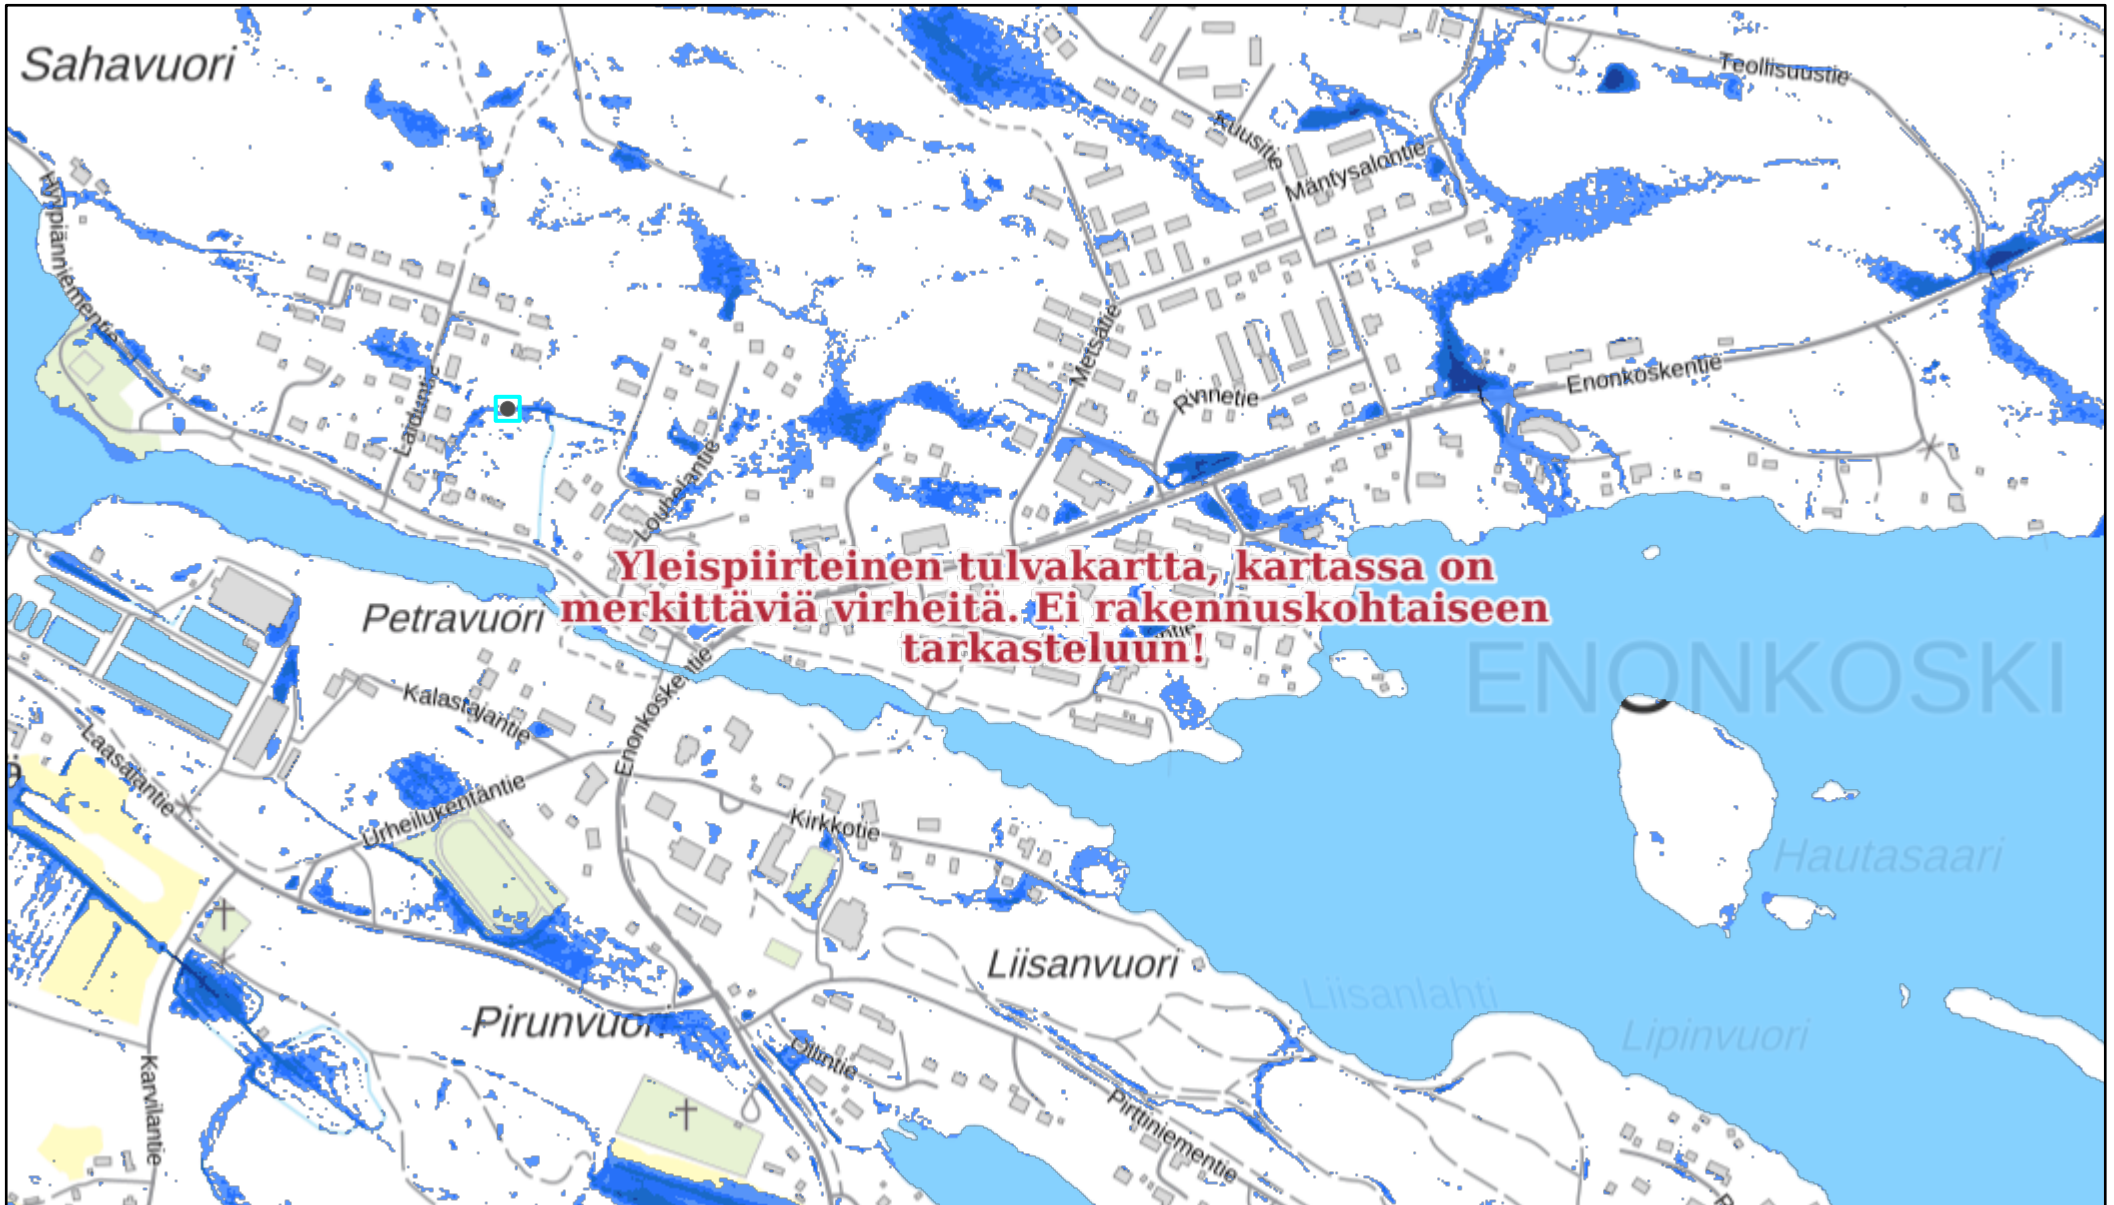 Sahavuori
Teollisuustie
Kuusitie
Mäntysalontie
Hyypiänniementie
Metsätie
Laiduntie
Rinnetie
Enonkoskentie
Louhelantie
Yleispiirteinen tulvakartta, kartassa on
merkittäviä virheitä. Ei rakennuskohtaiseen
tarkasteluun!
Petravuori
ENONKOSKI
Kalastajantie
Enonkoskentie
Laasalantie
Urheilukentäntie
Kirkkotie
Hautasaari
Liisanvuori
Liisanlahti
Pirunvuori
Lipinvuori
Ollintie
Karvilantie
Pirttiniementie